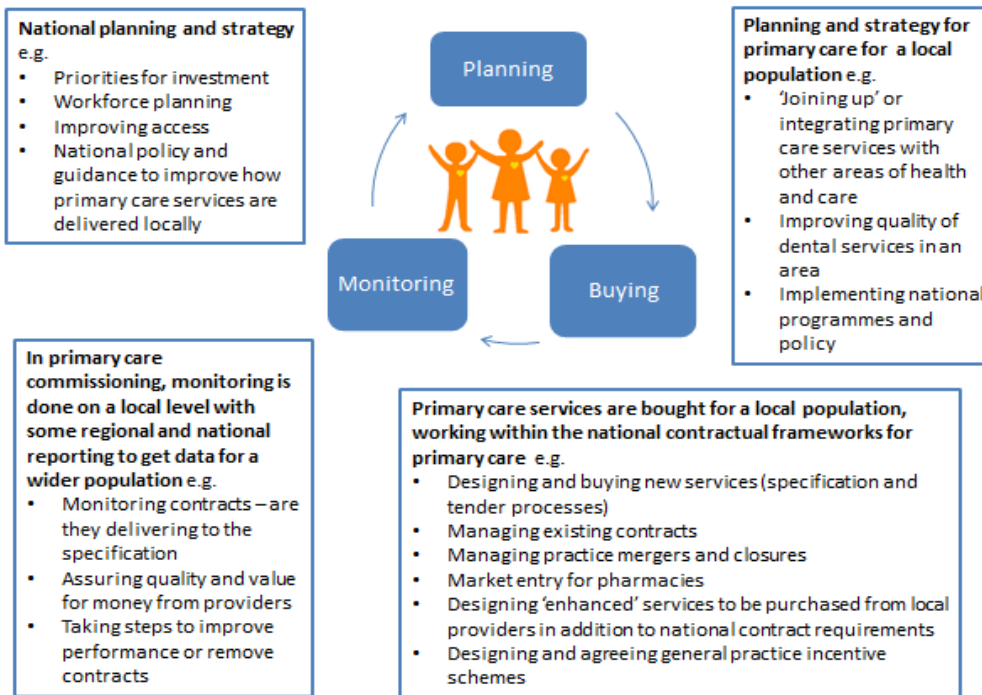 National planning and strategy
e.g.
• Priorities for investment
• Workforce planning
• Improving access
• National policy and
guidance to improve how
primary care services are
delivered locally
Planning
Buying
Monitoring
Planning and strategy for
primary care for a local
population e.g.
• 'Joining up' or
integrating primary
care services with
other areas of health
and care
• Improving quality of
dental services in an
area
• Implementing national
programmes and
policy
In primary care
commissioning, monitoring is
done on a local level with
some regional and national
reporting to get data for a
wider population e.g.
• Monitoring contracts – are
they delivering to the
specification
• Assuring quality and value
for money from providers
• Taking steps to improve
performance or remove
contracts
Primary care services are bought for a local population,
working within the national contractual frameworks for
primary care e.g.
• Designing and buying new services (specification and
tender processes)
• Managing existing contracts
• Managing practice mergers and closures
• Market entry for pharmacies
• Designing 'enhanced' services to be purchased from local
providers in addition to national contract requirements
• Designing and agreeing general practice incentive
schemes